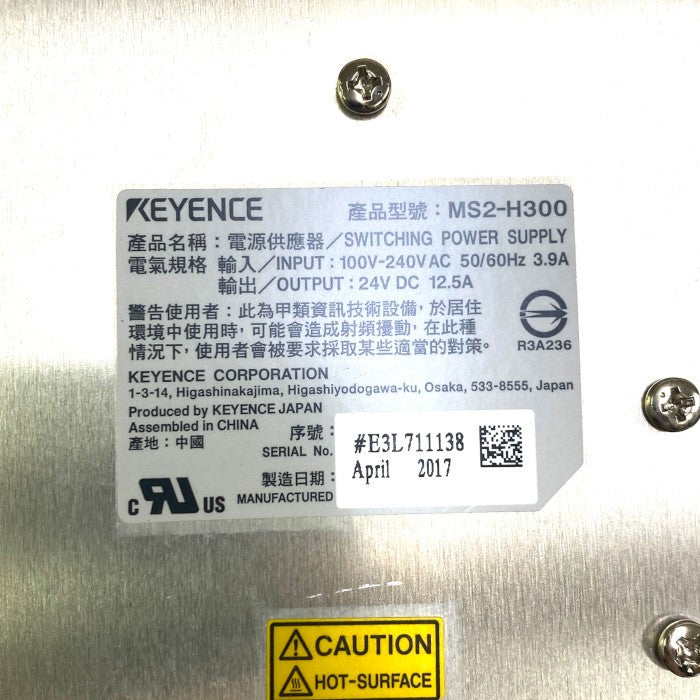 KEYENCE 產品型號：MS2-H300
產品名稱：電源供應器／SWITCHING POWER SUPPLY
電氣規格 輸入／INPUT : 100V-240V AC 50/60Hz 3.9A
輸出／OUTPUT : 24V DC 12.5A
警告使用者：此為甲類資訊技術設備，於居住
環境中使用時，可能會造成射頻擾動，在此種
情況下，使用者會被要求採取某些適當的對策。
R3A236
KEYENCE CORPORATION
1-3-14, Higashinakajima, Higashiyodogawa-ku, Osaka, 533-8555, Japan
Produced by KEYENCE JAPAN
Assembled in CHINA
產地：中國
序號：
SERIAL No.
#E3L711138
April 2017
製造日期：
MANUFACTURED
c RU US
CAUTION
HOT-SURFACE